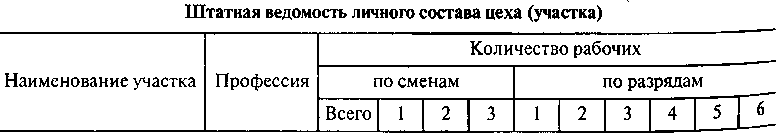 Штатная ведомость личного состава цеха (участка)
Количество рабочих
Наименование участка Профессия по сменам по разрядам
Всего 1 2 3 1 2 3 4 5 6